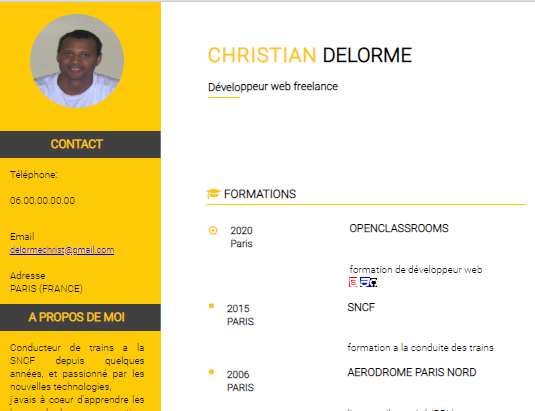 CHRISTIAN DELORME
Développeur web freelance
CONTACT
Téléphone:
06.00.00.00.00
Email
delormechrist@gmail.com
Adresse
PARIS (FRANCE)
A PROPOS DE MOI
Conducteur de trains a la
SNCF depuis quelques
années, et passionné par les
nouvelles technologies,
j'avais à coeur d'apprendre les
FORMATIONS
2020
Paris
OPENCLASSROOMS
formation de développeur web
2015
PARIS
SNCF
formation a la conduite des trains
2006
PARIS
AERODROME PARIS NORD